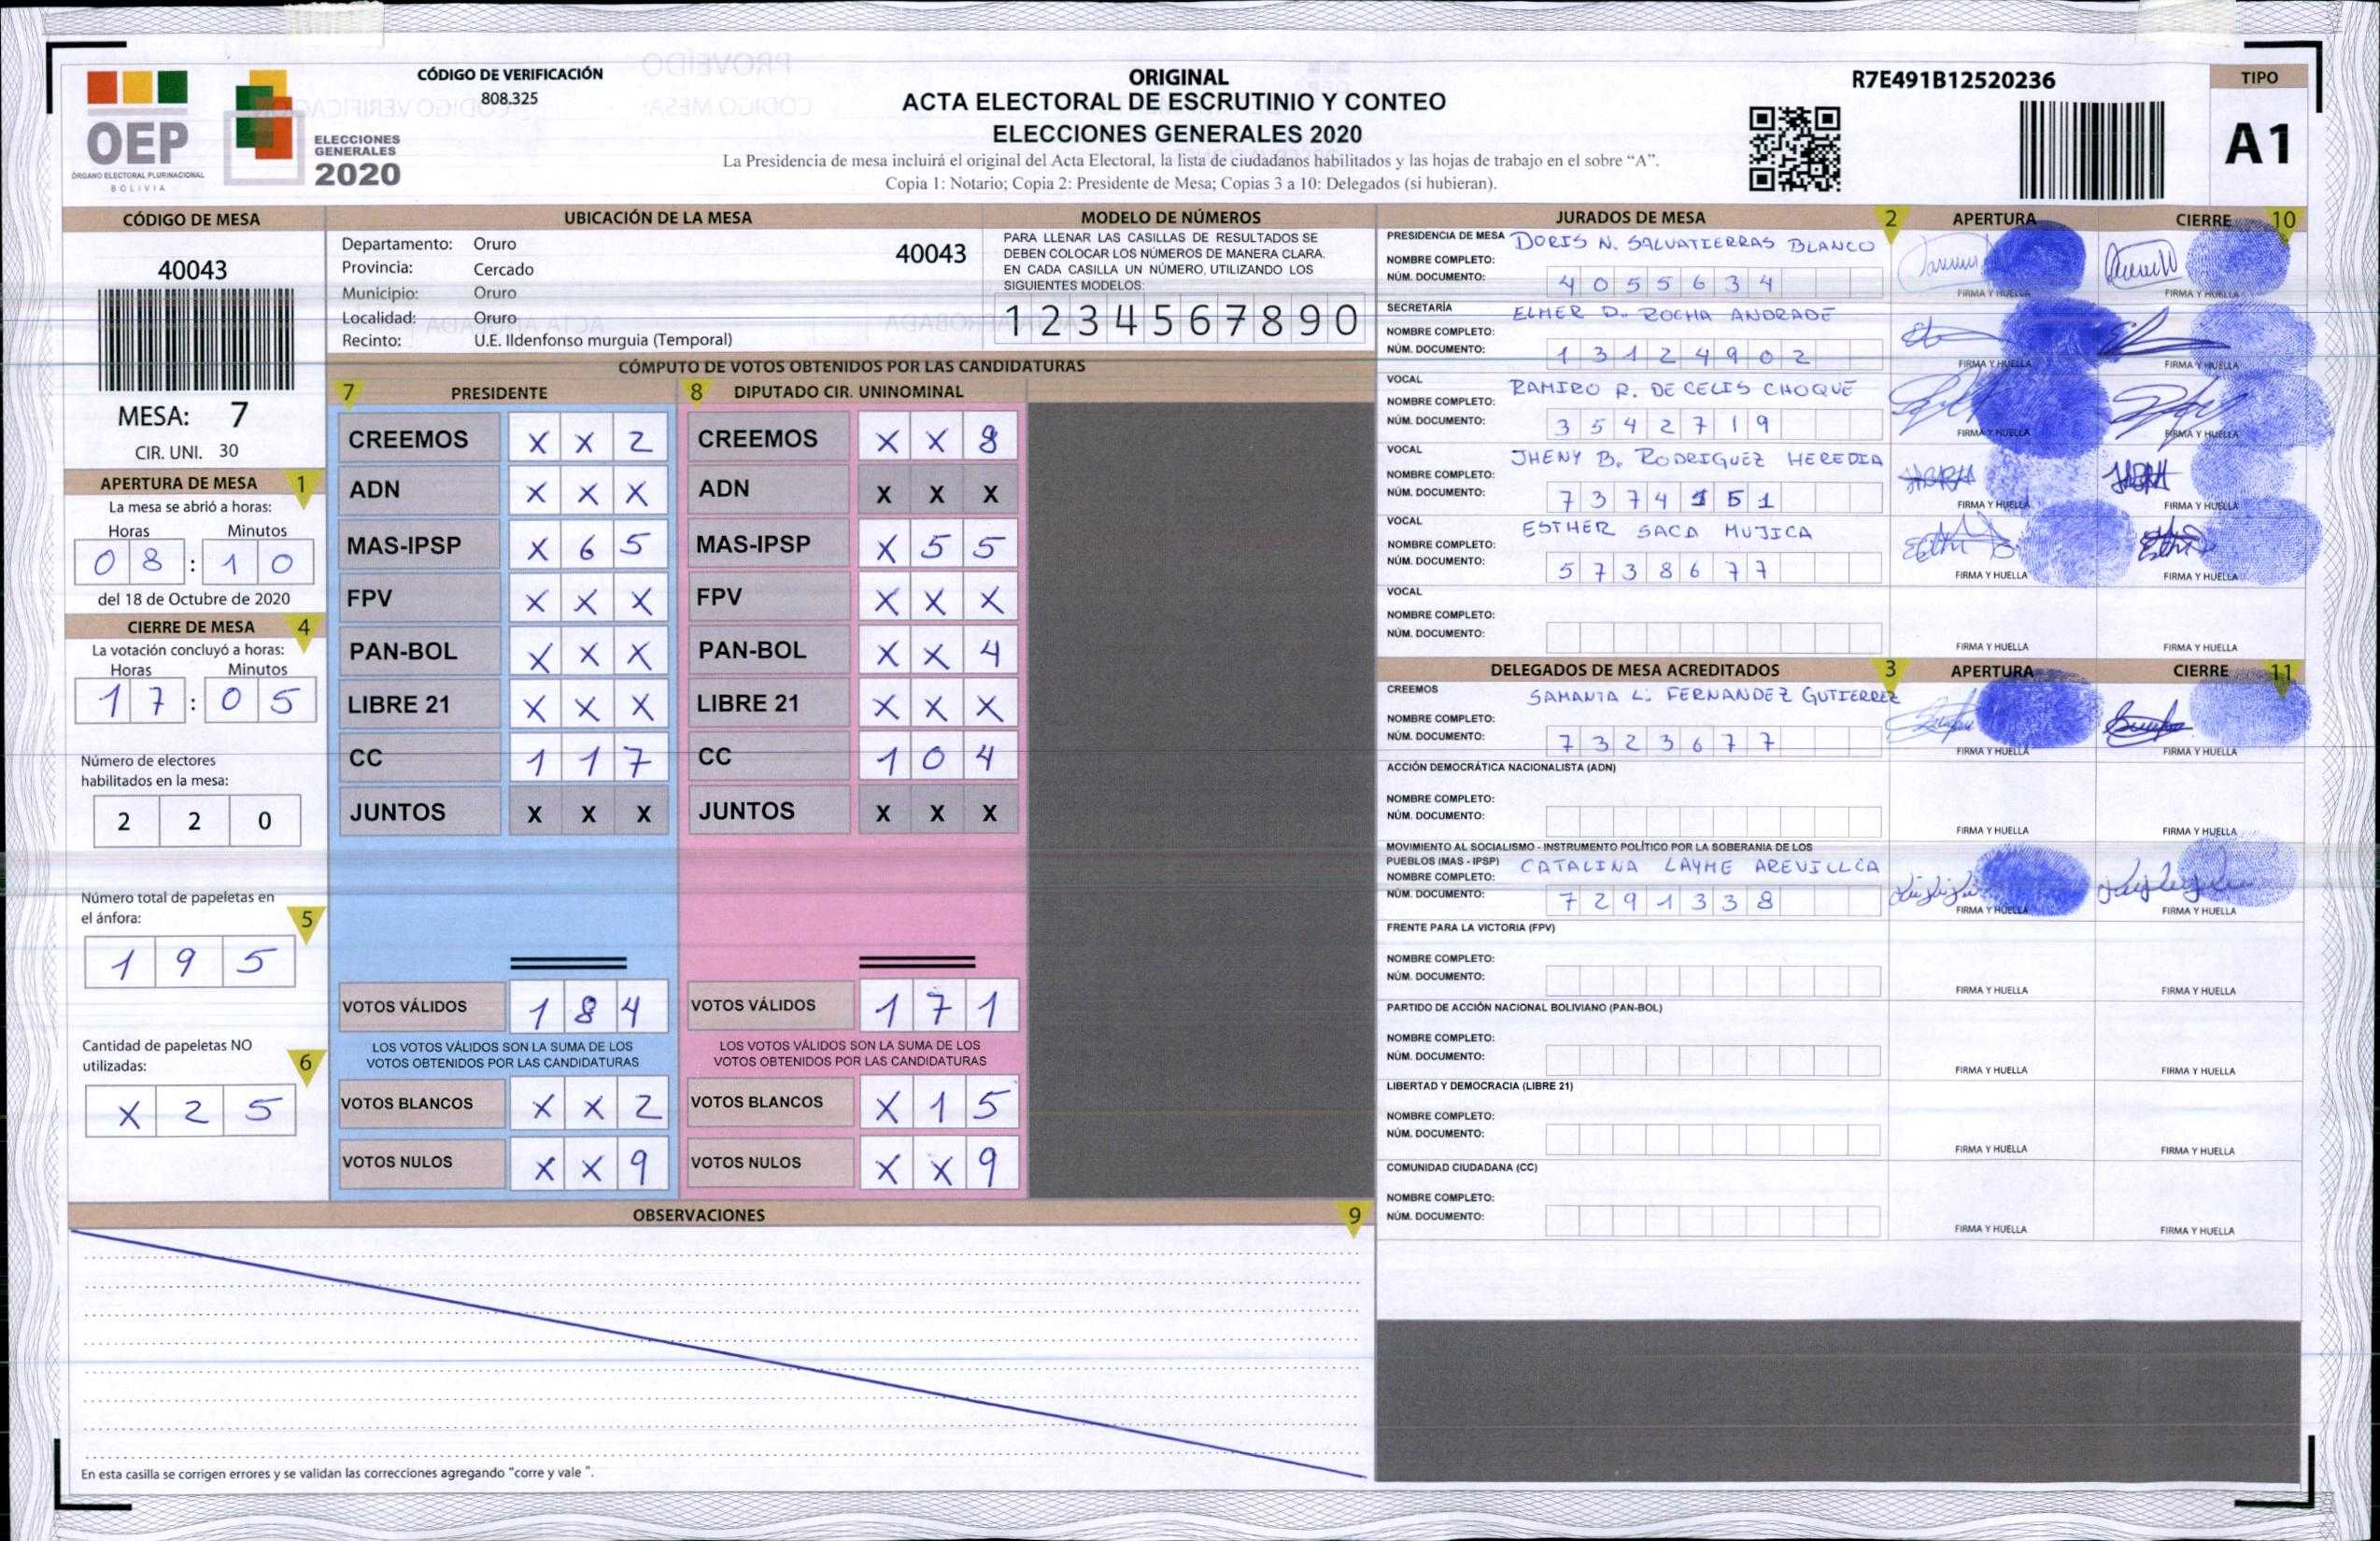 CÓDIGO DE VERIFICACIÓN
808.325
OEP
ÓRGANO ELECTORAL PLURINACIONAL
BOLIVIA
ELECCIONES
GENERALES
2020
ORIGINAL
ACTA ELECTORAL DE ESCRUTINIO Y CONTEO
ELECCIONES GENERALES 2020
La Presidencia de mesa incluirá el original del Acta Electoral, la lista de ciudadanos habilitados y las hojas de trabajo en el sobre “A”.
Copia 1: Notario; Copia 2: Presidente de Mesa; Copias 3 a 10: Delegados (si hubieran).
R7E491B12520236
TIPO
A1
CÓDIGO DE MESA
40043
MESA: 7
CIR. UNI. 30
APERTURA DE MESA 1
La mesa se abrió a horas:
Horas Minutos
0 8 : 1 0
del 18 de Octubre de 2020
CIERRE DE MESA 4
La votación concluyó a horas:
Horas Minutos
1 7 : 0 5
Número de electores
habilitados en la mesa:
2 2 0
Número total de papeletas en
el ánfora: 5
1 9 5
Cantidad de papeletas NO
utilizadas: 6
X 2 5
UBICACIÓN DE LA MESA
Departamento: Oruro
40043
Provincia: Cercado
Municipio: Oruro
Localidad: Oruro
Recinto: U.E. Ildenfonso murguia (Temporal)
MODELO DE NÚMEROS
PARA LLENAR LAS CASILLAS DE RESULTADOS SE
DEBEN COLOCAR LOS NÚMEROS DE MANERA CLARA.
EN CADA CASILLA UN NÚMERO, UTILIZANDO LOS
SIGUIENTES MODELOS:
1 2 3 4 5 6 7 8 9 0
CÓMPUTO DE VOTOS OBTENIDOS POR LAS CANDIDATURAS
7 PRESIDENTE
CREEMOS X X 2
ADN X X X
MAS-IPSP X 6 5
FPV X X X
PAN-BOL X X X
LIBRE 21 X X X
CC 1 1 7
JUNTOS X X X
VOTOS VÁLIDOS 1 8 4
LOS VOTOS VÁLIDOS SON LA SUMA DE LOS
VOTOS OBTENIDOS POR LAS CANDIDATURAS
VOTOS BLANCOS X X 2
VOTOS NULOS X X 9
8 DIPUTADO CIR. UNINOMINAL
CREEMOS X X 8
ADN X X X
MAS-IPSP X 5 5
FPV X X X
PAN-BOL X X 4
LIBRE 21 X X X
CC 1 0 4
JUNTOS X X X
VOTOS VÁLIDOS 1 7 1
LOS VOTOS VÁLIDOS SON LA SUMA DE LOS
VOTOS OBTENIDOS POR LAS CANDIDATURAS
VOTOS BLANCOS X 1 5
VOTOS NULOS X X 9
OBSERVACIONES 9
En esta casilla se corrigen errores y se validan las correcciones agregando “corre y vale ”.
JURADOS DE MESA 2 APERTURA CIERRE 10
PRESIDENCIA DE MESA DORIS N. SALVATIERRAS BLANCO
NOMBRE COMPLETO:
NÚM. DOCUMENTO: 4 0 5 5 6 3 4
FIRMA Y HUELLA FIRMA Y HUELLA
SECRETARÍA ELMER D. ROCHA ANDRADE
NOMBRE COMPLETO:
NÚM. DOCUMENTO: 1 3 1 2 4 9 0 2
FIRMA Y HUELLA FIRMA Y HUELLA
VOCAL RAMIRO R. DE CELIS CHOQUE
NOMBRE COMPLETO:
NÚM. DOCUMENTO: 3 5 4 2 7 1 9
FIRMA Y HUELLA FIRMA Y HUELLA
VOCAL JHENY B. RODRIGUEZ HEREDIA
NOMBRE COMPLETO:
NÚM. DOCUMENTO: 7 3 7 4 1 5 1
FIRMA Y HUELLA FIRMA Y HUELLA
VOCAL ESTHER SACA MUJICA
NOMBRE COMPLETO:
NÚM. DOCUMENTO: 5 7 3 8 6 7 7
FIRMA Y HUELLA FIRMA Y HUELLA
VOCAL
NOMBRE COMPLETO:
NÚM. DOCUMENTO:
FIRMA Y HUELLA FIRMA Y HUELLA
DELEGADOS DE MESA ACREDITADOS 3 APERTURA CIERRE 11
CREEMOS SAMANTA L. FERNANDEZ GUTIERREZ
NOMBRE COMPLETO:
NÚM. DOCUMENTO: 7 3 2 3 6 7 7
FIRMA Y HUELLA FIRMA Y HUELLA
ACCIÓN DEMOCRÁTICA NACIONALISTA (ADN)
NOMBRE COMPLETO:
NÚM. DOCUMENTO:
FIRMA Y HUELLA FIRMA Y HUELLA
MOVIMIENTO AL SOCIALISMO - INSTRUMENTO POLÍTICO POR LA SOBERANIA DE LOS
PUEBLOS (MAS - IPSP) CATALINA LAYME AREVILLCA
NOMBRE COMPLETO:
NÚM. DOCUMENTO: 7 2 9 1 3 3 8
FIRMA Y HUELLA FIRMA Y HUELLA
FRENTE PARA LA VICTORIA (FPV)
NOMBRE COMPLETO:
NÚM. DOCUMENTO:
FIRMA Y HUELLA FIRMA Y HUELLA
PARTIDO DE ACCIÓN NACIONAL BOLIVIANO (PAN-BOL)
NOMBRE COMPLETO:
NÚM. DOCUMENTO:
FIRMA Y HUELLA FIRMA Y HUELLA
LIBERTAD Y DEMOCRACIA (LIBRE 21)
NOMBRE COMPLETO:
NÚM. DOCUMENTO:
FIRMA Y HUELLA FIRMA Y HUELLA
COMUNIDAD CIUDADANA (CC)
NOMBRE COMPLETO:
NÚM. DOCUMENTO:
FIRMA Y HUELLA FIRMA Y HUELLA